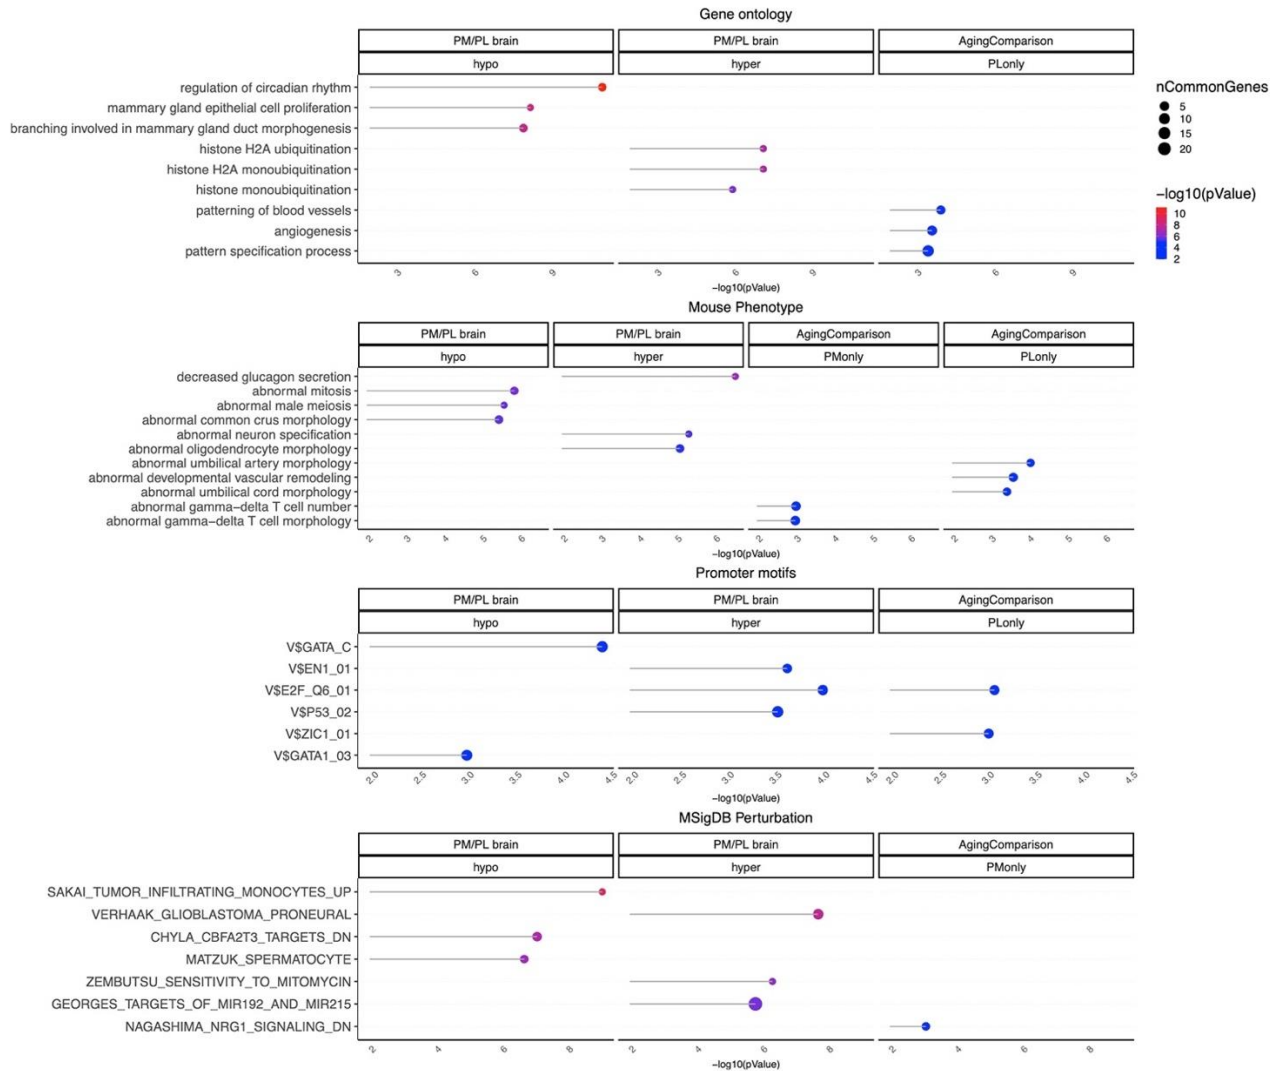 Gene ontology
PM/PL brain PM/PL brain AgingComparison
hypo hyper PLonly
regulation of circadian rhythm
mammary gland epithelial cell proliferation
branching involved in mammary gland duct morphogenesis
histone H2A ubiquitination
histone H2A monoubiquitination
histone monoubiquitination
patterning of blood vessels
angiogenesis
pattern specification process
3 6 9 3 6 9 3 6 9
−log10(pValue)
nCommonGenes
5
10
15
20
−log10(pValue)
10
8
6
4
2
Mouse Phenotype
PM/PL brain PM/PL brain AgingComparison AgingComparison
hypo hyper PMonly PLonly
decreased glucagon secretion
abnormal mitosis
abnormal male meiosis
abnormal common crus morphology
abnormal neuron specification
abnormal oligodendrocyte morphology
abnormal umbilical artery morphology
abnormal developmental vascular remodeling
abnormal umbilical cord morphology
abnormal gamma−delta T cell number
abnormal gamma−delta T cell morphology
2 3 4 5 6 2 3 4 5 6 2 3 4 5 6 2 3 4 5 6
−log10(pValue)
Promoter motifs
PM/PL brain PM/PL brain AgingComparison
hypo hyper PLonly
V$GATA_C
V$EN1_01
V$E2F_Q6_01
V$P53_02
V$ZIC1_01
V$GATA1_03
2.0 2.5 3.0 3.5 4.0 4.5 2.0 2.5 3.0 3.5 4.0 4.5 2.0 2.5 3.0 3.5 4.0 4.5
−log10(pValue)
MSigDB Perturbation
PM/PL brain PM/PL brain AgingComparison
hypo hyper PMonly
SAKAI_TUMOR_INFILTRATING_MONOCYTES_UP
VERHAAK_GLIOBLASTOMA_PRONEURAL
CHYLA_CBFA2T3_TARGETS_DN
MATZUK_SPERMATOCYTE
ZEMBUTSU_SENSITIVITY_TO_MITOMYCIN
GEORGES_TARGETS_OF_MIR192_AND_MIR215
NAGASHIMA_NRG1_SIGNALING_DN
2 4 6 8 2 4 6 8 2 4 6 8
−log10(pValue)